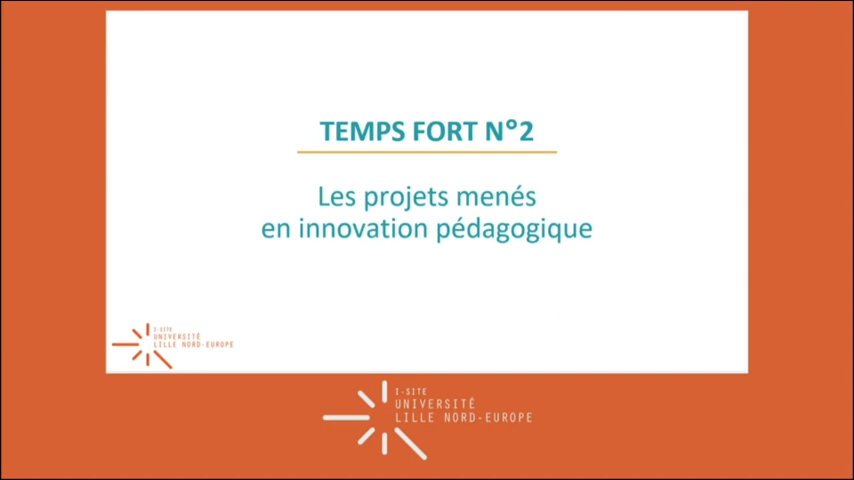 TEMPS FORT N°2
Les projets menés
en innovation pédagogique
I-SITE
UNIVERSITÉ
LILLE NORD-EUROPE
I-SITE
UNIVERSITÉ
LILLE NORD-EUROPE